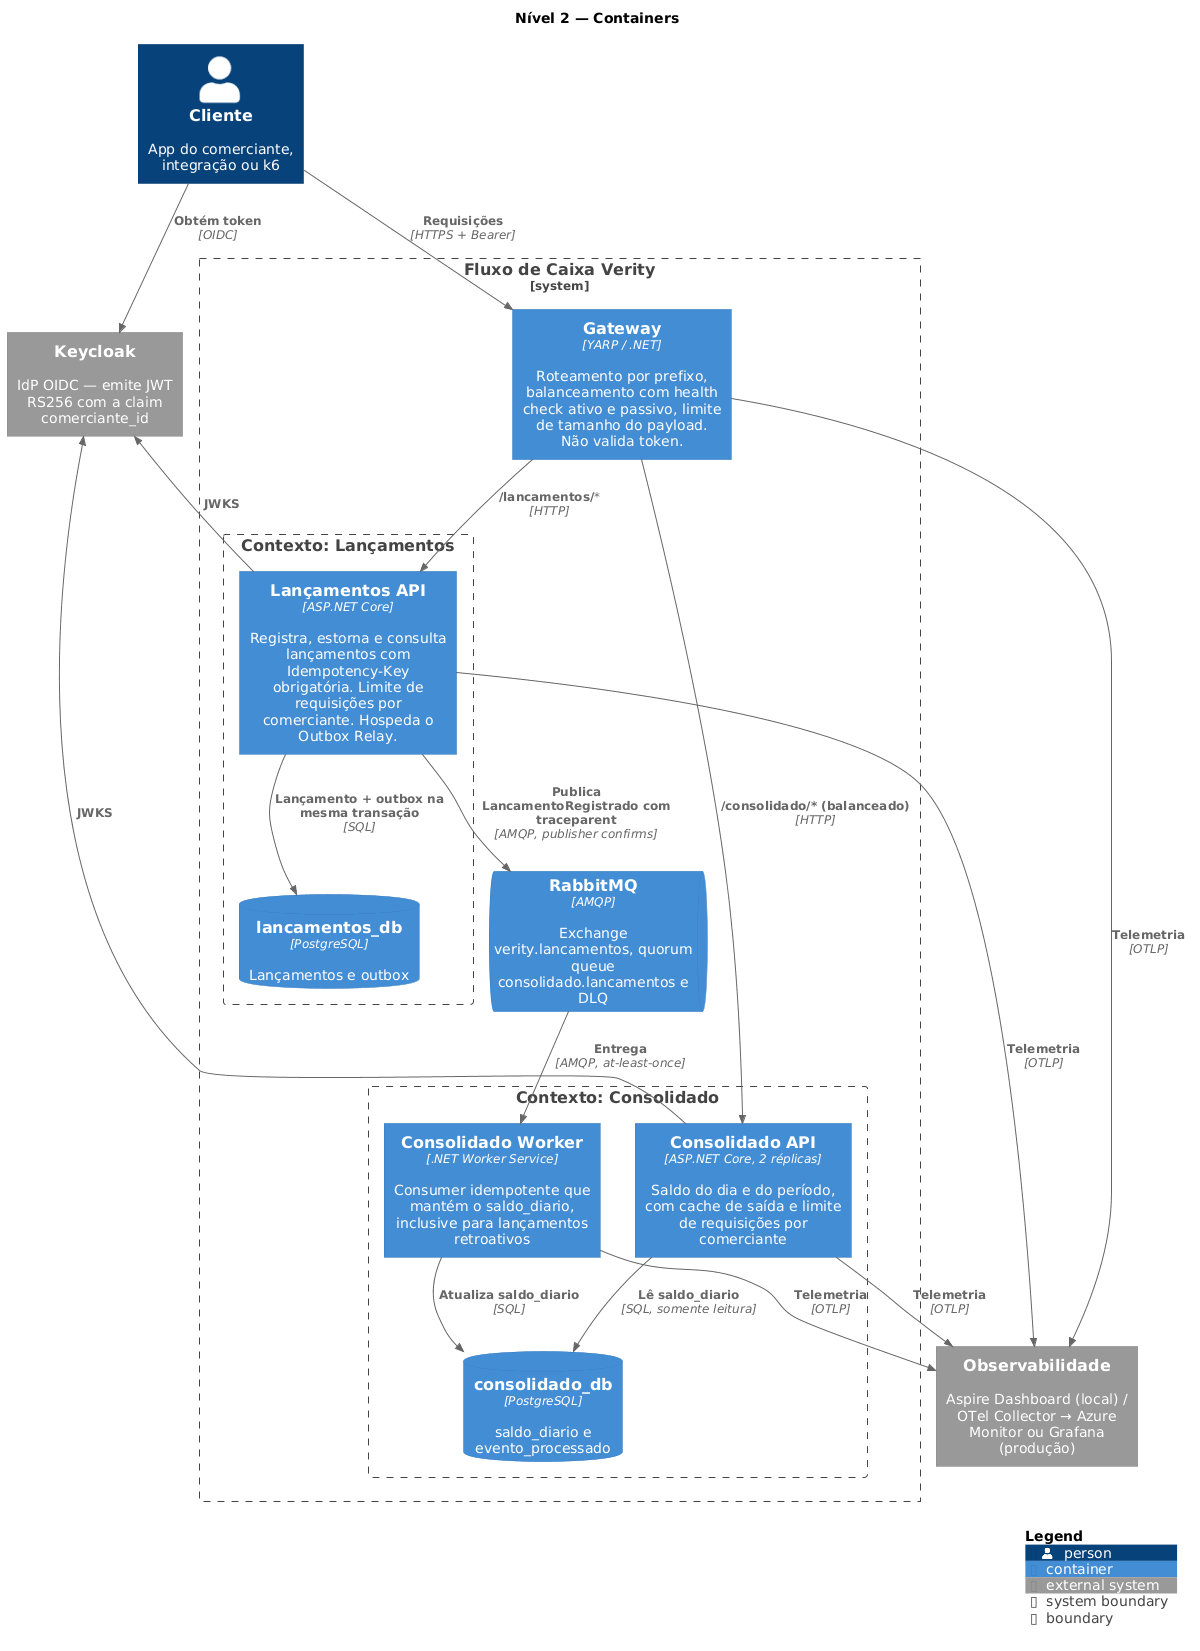 Nível 2 — Containers
Cliente
App do comerciante,
integração ou k6
Obtém token
[OIDC]
Requisições
[HTTPS + Bearer]
Fluxo de Caixa Verity
[system]
Gateway
[YARP / .NET]
Roteamento por prefixo,
balanceamento com health
check ativo e passivo, limite
de tamanho do payload.
Não valida token.
Keycloak
IdP OIDC — emite JWT
RS256 com a claim
comerciante_id
JWKS
/lancamentos/*
[HTTP]
Contexto: Lançamentos
Lançamentos API
[ASP.NET Core]
Registra, estorna e consulta
lançamentos com
Idempotency-Key
obrigatória. Limite de
requisições por
comerciante. Hospeda o
Outbox Relay.
JWKS
Lançamento + outbox na
mesma transação
[SQL]
Publica
LancamentoRegistrado com
traceparent
[AMQP, publisher confirms]
/consolidado/* (balanceado)
[HTTP]
lancamentos_db
[PostgreSQL]
Lançamentos e outbox
RabbitMQ
[AMQP]
Exchange
verity.lancamentos, quorum
queue
consolidado.lancamentos e
DLQ
Telemetria
[OTLP]
Entrega
[AMQP, at-least-once]
Telemetria
[OTLP]
Contexto: Consolidado
Consolidado Worker
[.NET Worker Service]
Consumer idempotente que
mantém o saldo_diario,
inclusive para lançamentos
retroativos
Consolidado API
[ASP.NET Core, 2 réplicas]
Saldo do dia e do período,
com cache de saída e limite
de requisições por
comerciante
Atualiza saldo_diario
[SQL]
Lê saldo_diario
[SQL, somente leitura]
Telemetria
[OTLP]
Telemetria
[OTLP]
consolidado_db
[PostgreSQL]
saldo_diario e
evento_processado
Observabilidade
Aspire Dashboard (local) /
OTel Collector → Azure
Monitor ou Grafana
(produção)
Legend
person
container
external system
system boundary
boundary